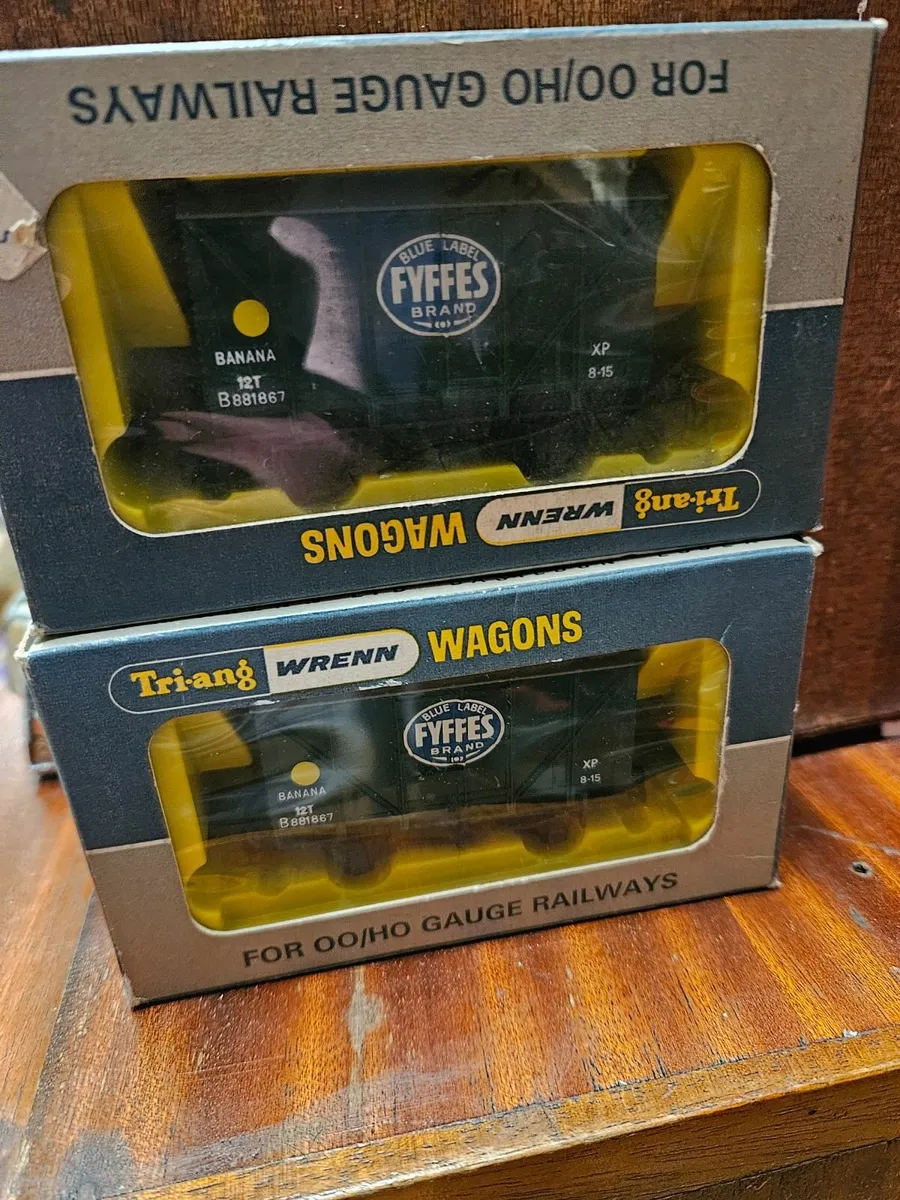 FOR OO/HO GAUGE RAILWAYS
BLUE LABEL
FYFFES
BRAND
BANANA
12T
B881867
XP
8-15
Tri-ang WRENN WAGONS
Tri-ang WRENN WAGONS
BLUE LABEL
FYFFES
BRAND
BANANA
12T
B881867
XP
8-15
FOR OO/HO GAUGE RAILWAYS